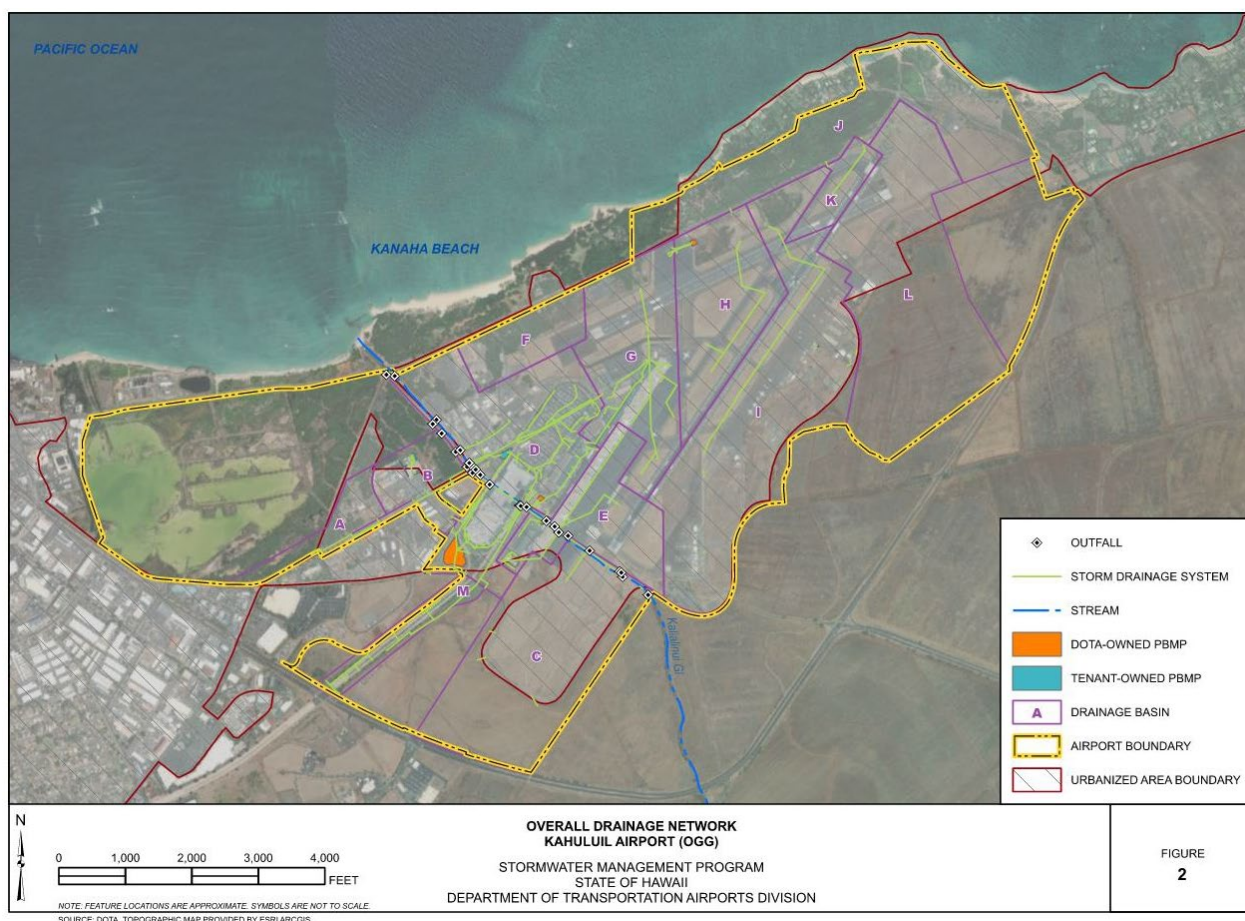 PACIFIC OCEAN
KANAHA BEACH
J
K
L
H
F
G
I
D
B
A
E
M
C
Kalialinui Gl
OUTFALL
STORM DRAINAGE SYSTEM
STREAM
DOTA-OWNED PBMP
TENANT-OWNED PBMP
A DRAINAGE BASIN
AIRPORT BOUNDARY
URBANIZED AREA BOUNDARY
N
0 1,000 2,000 3,000 4,000
FEET
NOTE: FEATURE LOCATIONS ARE APPROXIMATE. SYMBOLS ARE NOT TO SCALE.
SOURCE: DOTA, TOPOGRAPHIC MAP PROVIDED BY ESRI ARCGIS
OVERALL DRAINAGE NETWORK
KAHULUIL AIRPORT (OGG)
STORMWATER MANAGEMENT PROGRAM
STATE OF HAWAII
DEPARTMENT OF TRANSPORTATION AIRPORTS DIVISION
FIGURE
2